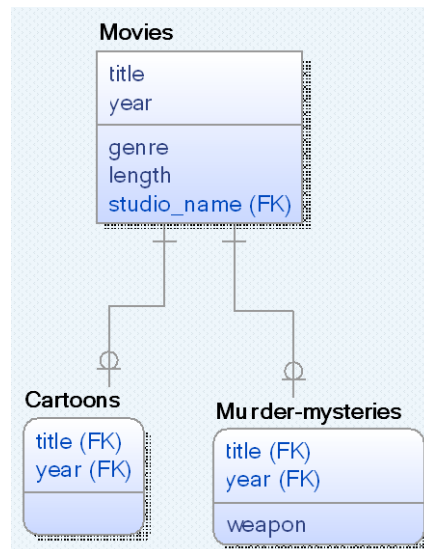 Movies
title
year
genre
length
studio_name (FK)
Cartoons
title (FK)
year (FK)
Murder-mysteries
title (FK)
year (FK)
weapon